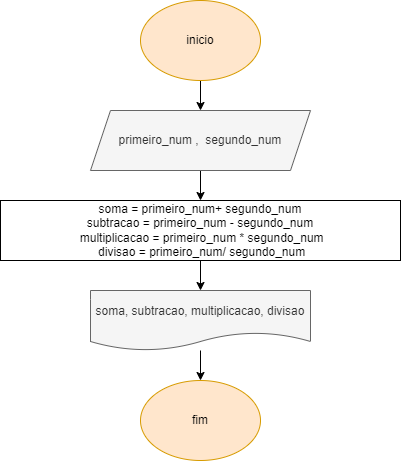 inicio
primeiro_num ,  segundo_num
soma = primeiro_num+ segundo_num
subtracao = primeiro_num - segundo_num
multiplicacao = primeiro_num * segundo_num
divisao = primeiro_num/ segundo_num
soma, subtracao, multiplicacao, divisao
fim